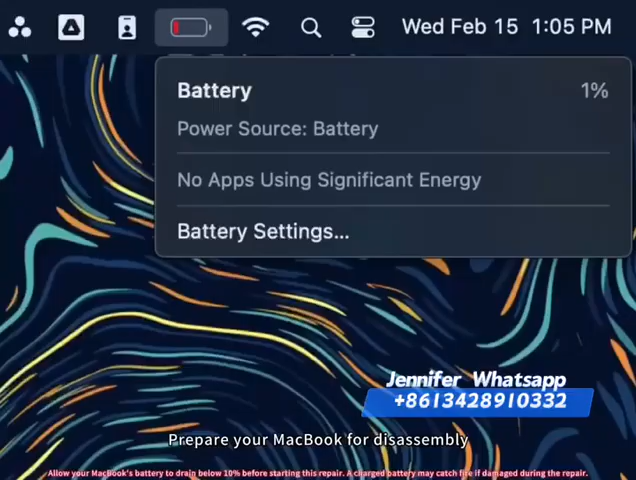 Wed Feb 15 1:05 PM
Battery 1%
Power Source: Battery
No Apps Using Significant Energy
Battery Settings...
Jennifer Whatsapp
+8613428910332
Prepare your MacBook for disassembly
Allow your MacBook's battery to drain below 10% before starting this repair. A charged battery may catch fire if damaged during the repair.